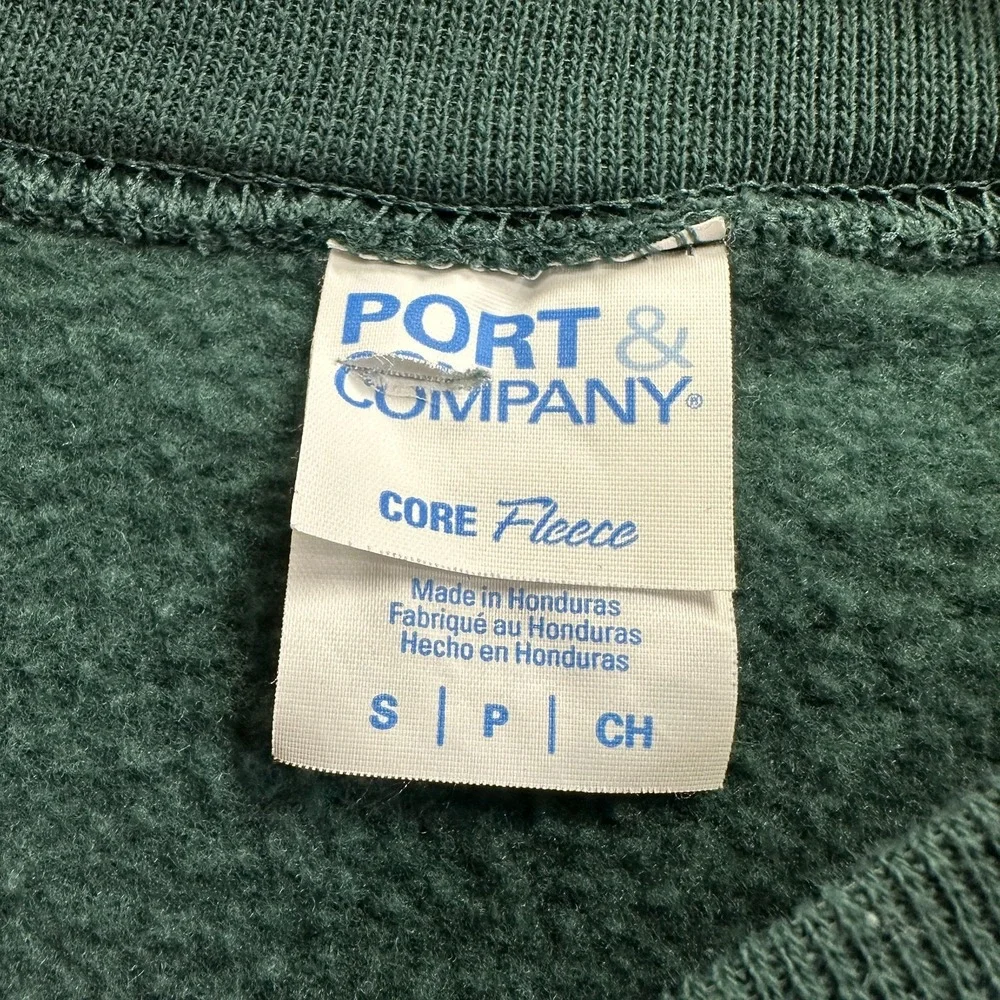 PORT &
COMPANY®
CORE Fleece
Made in Honduras
Fabriqué au Honduras
Hecho en Honduras
S | P | CH